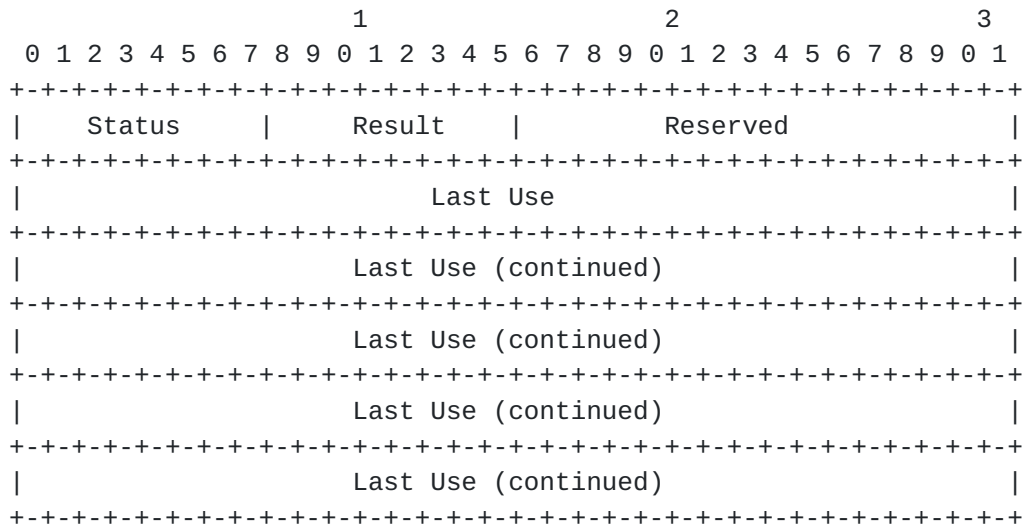 1                   2                   3
 0 1 2 3 4 5 6 7 8 9 0 1 2 3 4 5 6 7 8 9 0 1 2 3 4 5 6 7 8 9 0 1
+-+-+-+-+-+-+-+-+-+-+-+-+-+-+-+-+-+-+-+-+-+-+-+-+-+-+-+-+-+-+-+-+
|    Status     |     Result    |         Reserved              |
+-+-+-+-+-+-+-+-+-+-+-+-+-+-+-+-+-+-+-+-+-+-+-+-+-+-+-+-+-+-+-+-+
|                          Last Use                             |
+-+-+-+-+-+-+-+-+-+-+-+-+-+-+-+-+-+-+-+-+-+-+-+-+-+-+-+-+-+-+-+-+
|                     Last Use (continued)                      |
+-+-+-+-+-+-+-+-+-+-+-+-+-+-+-+-+-+-+-+-+-+-+-+-+-+-+-+-+-+-+-+-+
|                     Last Use (continued)                      |
+-+-+-+-+-+-+-+-+-+-+-+-+-+-+-+-+-+-+-+-+-+-+-+-+-+-+-+-+-+-+-+-+
|                     Last Use (continued)                      |
+-+-+-+-+-+-+-+-+-+-+-+-+-+-+-+-+-+-+-+-+-+-+-+-+-+-+-+-+-+-+-+-+
|                     Last Use (continued)                      |
+-+-+-+-+-+-+-+-+-+-+-+-+-+-+-+-+-+-+-+-+-+-+-+-+-+-+-+-+-+-+-+-+